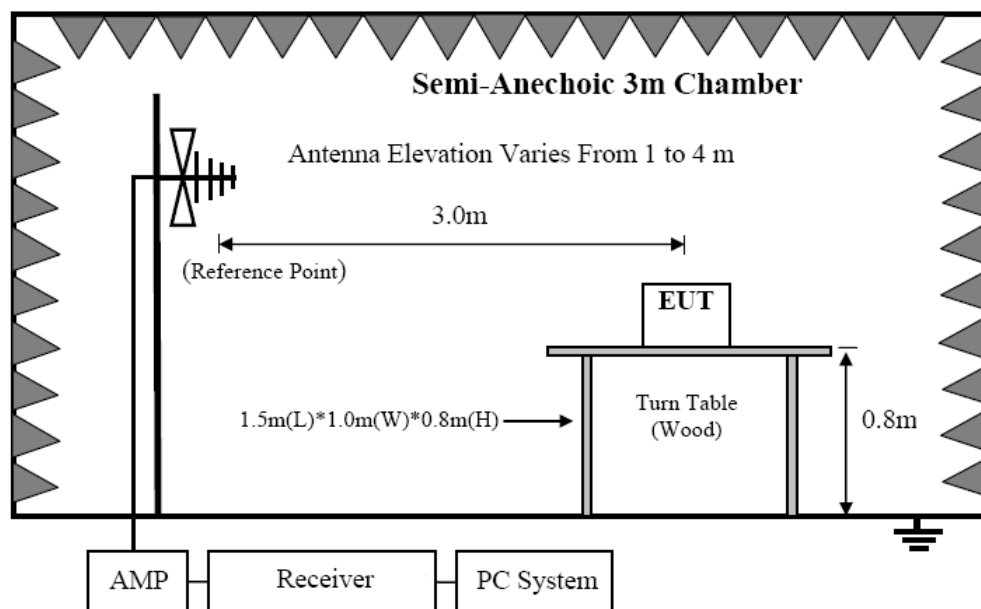 Semi-Anechoic 3m Chamber
Antenna Elevation Varies From 1 to 4 m
3.0m
(Reference Point)
EUT
1.5m(L)*1.0m(W)*0.8m(H)
Turn Table
(Wood)
0.8m
AMP
Receiver
PC System